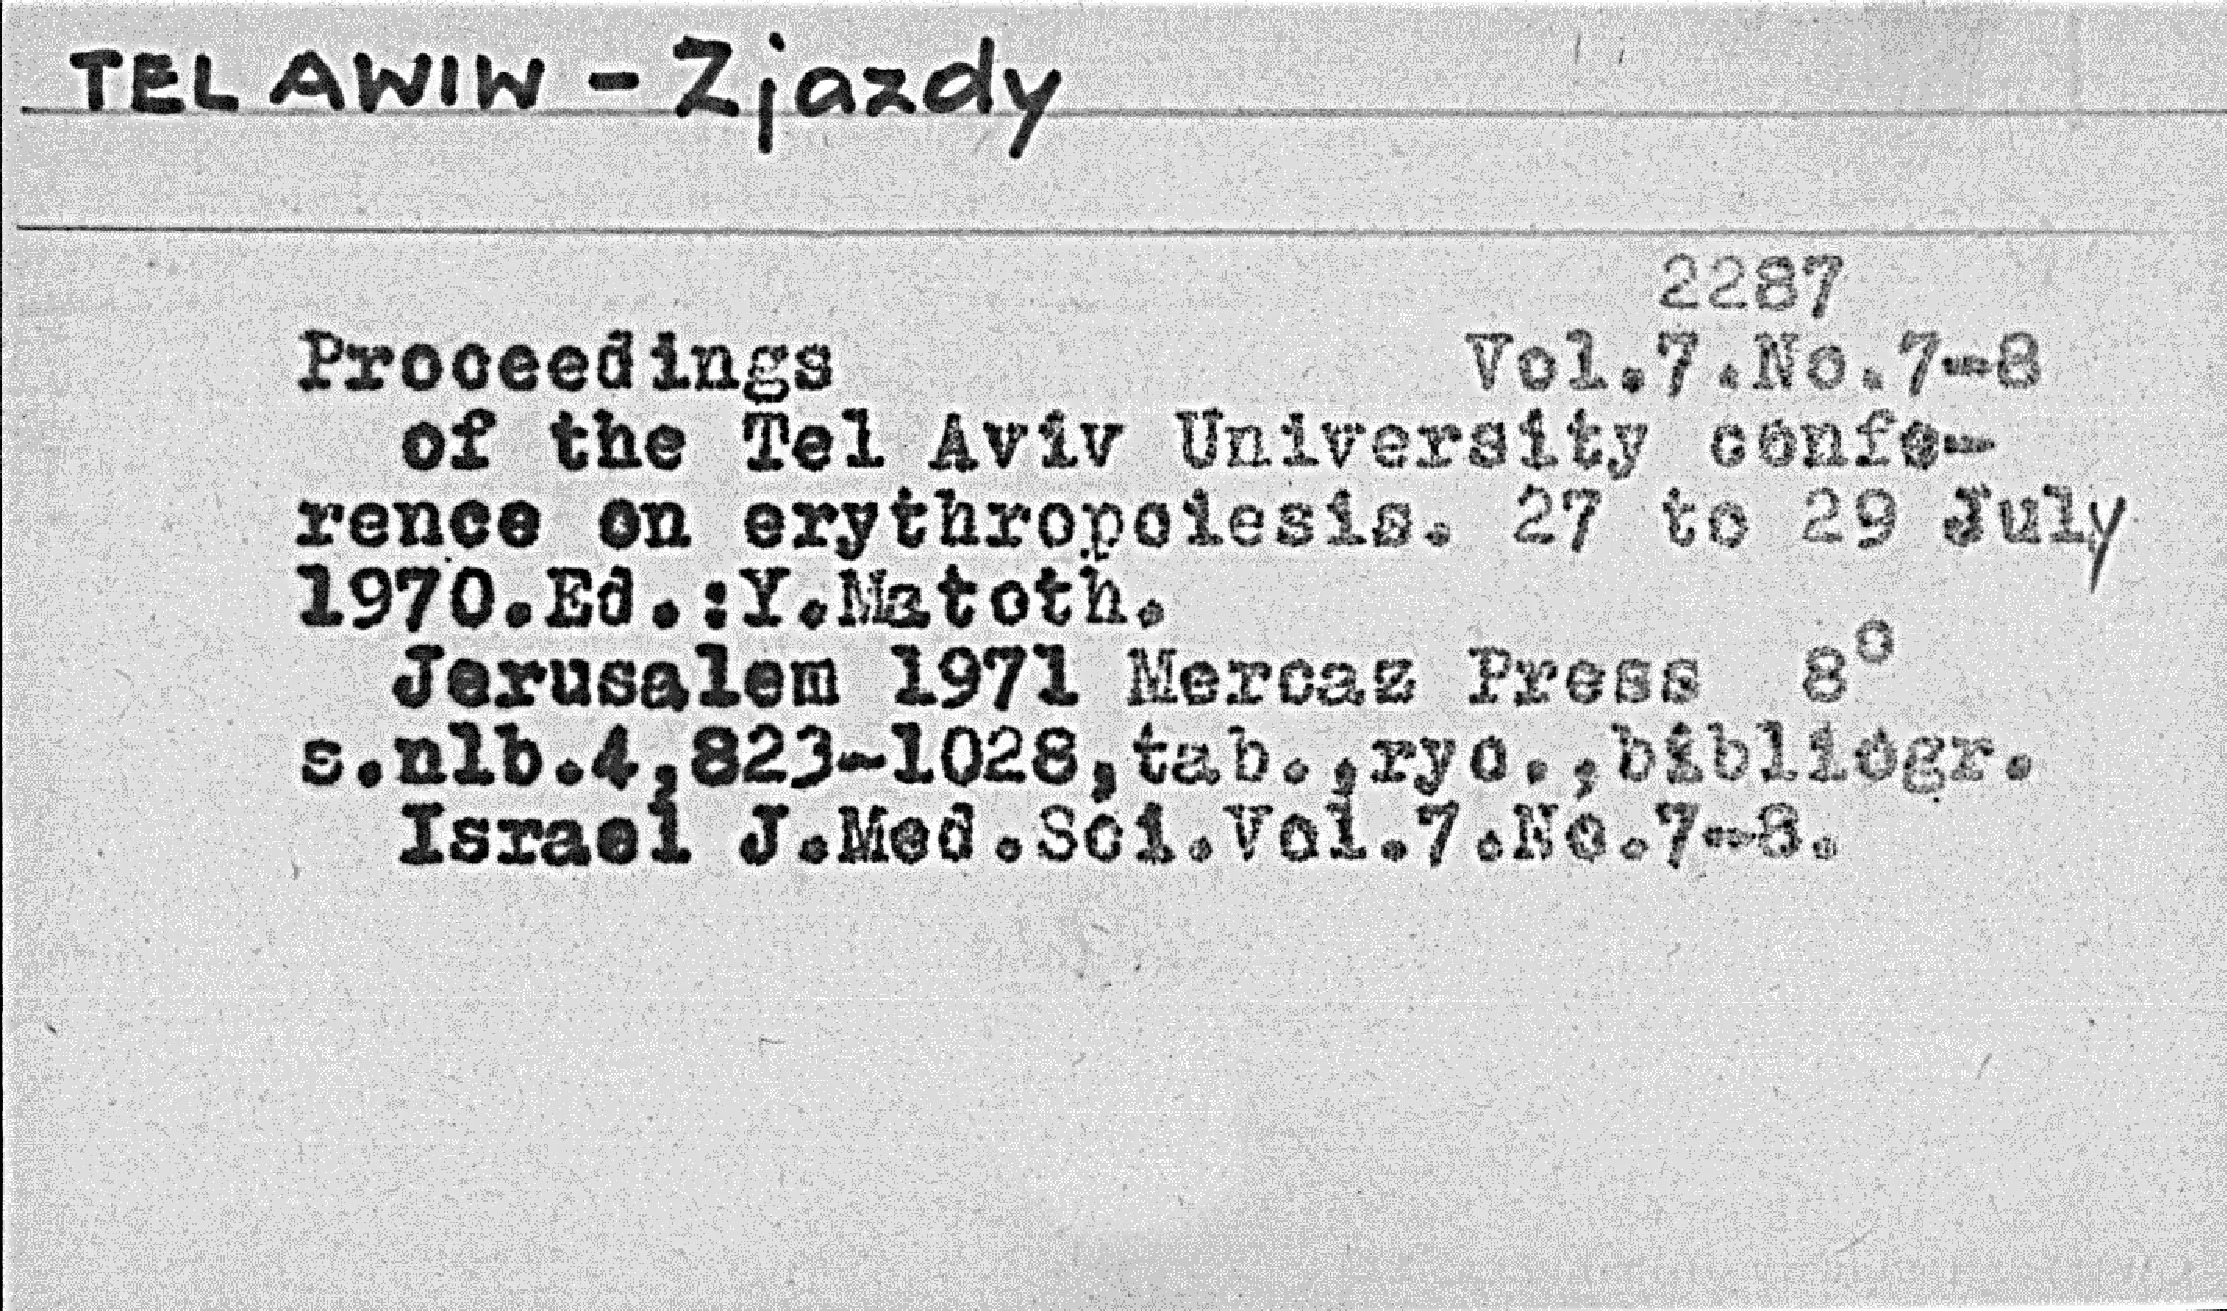 TEL AWIW - Zjazdy
2287
Proceedings Vol.7.No.7-8
of the Tel Aviv University confe-
rence on erythropoiesis. 27 to 29 July
1970.Ed.:Y.Matoth.
Jerusalem 1971 Mercaz Press 8°
s.nlb.4,823-1028,tab.,ryc.,bibliogr.
Israel J.Med.Sci.Vol.7.No.7-8.